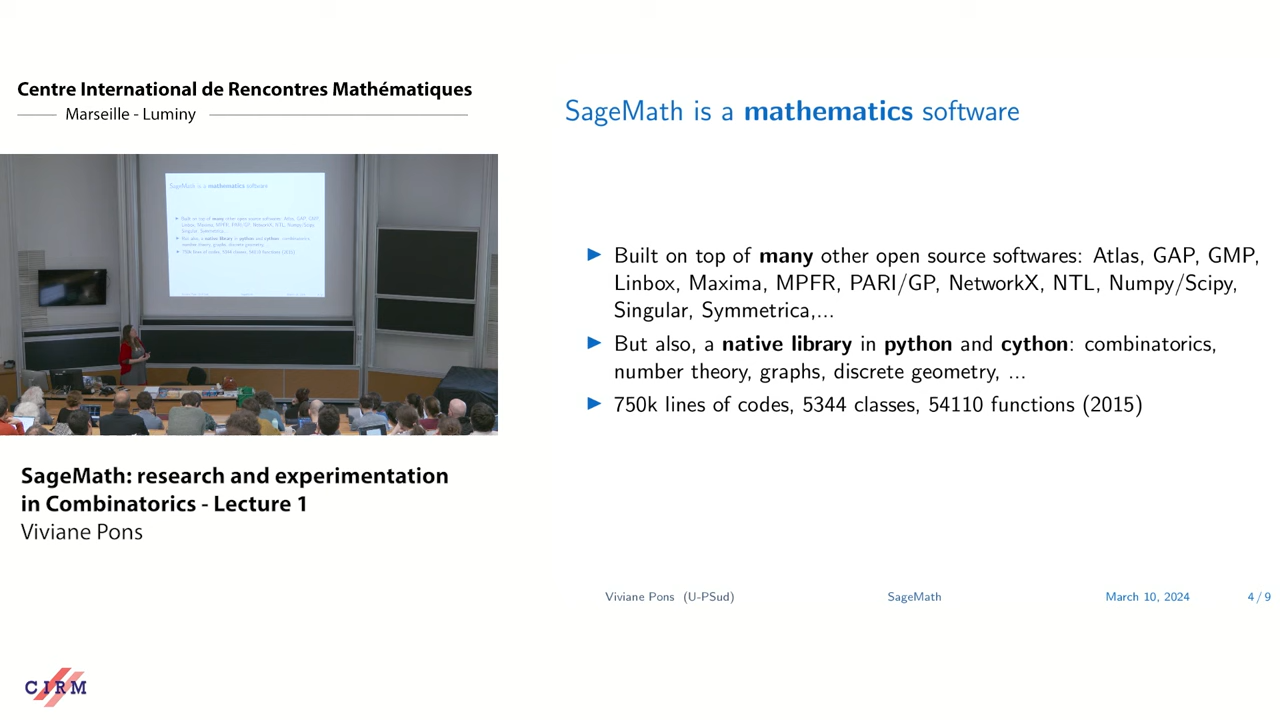 Centre International de Rencontres Mathématiques
Marseille - Luminy
SageMath is a mathematics software
Built on top of many other open source softwares: Atlas, GAP, GMP,
Linbox, Maxima, MPFR, PARI/GP, NetworkX, NTL, Numpy/Scipy,
Singular, Symmetrica,...
But also, a native library in python and cython: combinatorics,
number theory, graphs, discrete geometry, ...
750k lines of codes, 5344 classes, 54110 functions (2015)
SageMath: research and experimentation
in Combinatorics - Lecture 1
Viviane Pons
Viviane Pons (U-PSud)
SageMath
March 10, 2024
4 / 9
CIRM